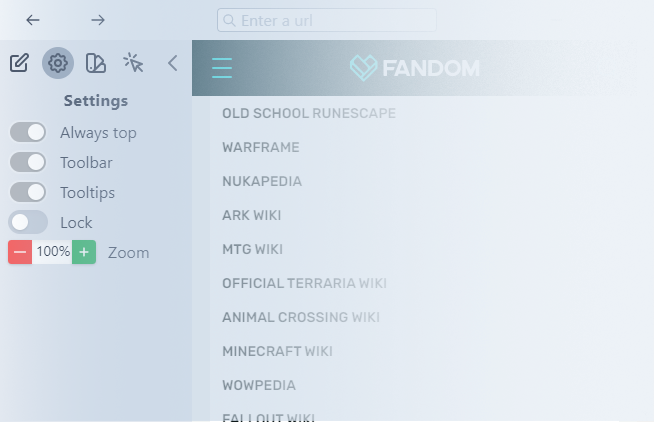 Enter a url
FANDOM
Settings
Always top
Toolbar
Tooltips
Lock
100%
Zoom
OLD SCHOOL RUNESCAPE
WARFRAME
NUKAPEDIA
ARK WIKI
MTG WIKI
OFFICIAL TERRARIA WIKI
ANIMAL CROSSING WIKI
MINECRAFT WIKI
WOWPEDIA
FALLOUT WIKI